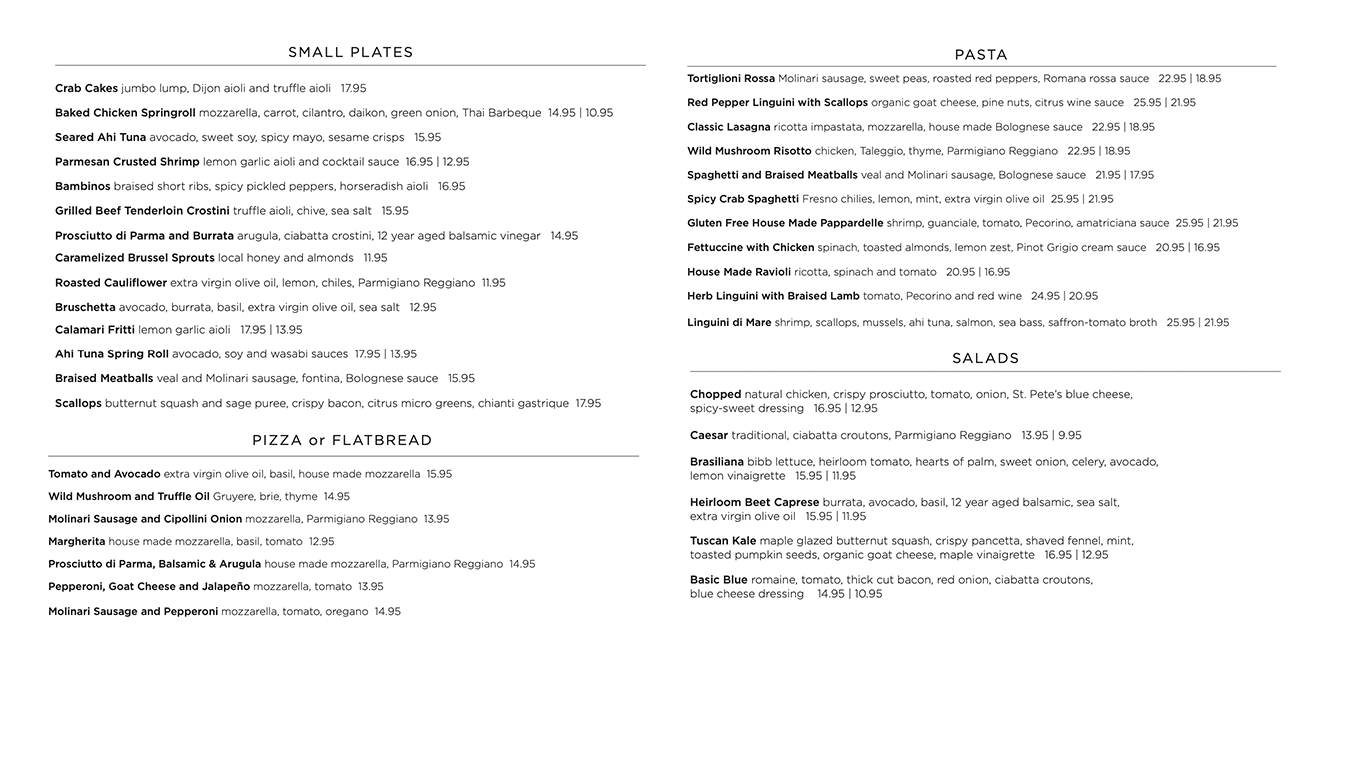 SMALL PLATES
Crab Cakes jumbo lump, Dijon aioli and truffle aioli 17.95
Baked Chicken Springroll mozzarella, carrot, cilantro, daikon, green onion, Thai Barbeque 14.95 | 10.95
Seared Ahi Tuna avocado, sweet soy, spicy mayo, sesame crisps 15.95
Parmesan Crusted Shrimp lemon garlic aioli and cocktail sauce 16.95 | 12.95
Bambinos braised short ribs, spicy pickled peppers, horseradish aioli 16.95
Grilled Beef Tenderloin Crostini truffle aioli, chive, sea salt 15.95
Prosciutto di Parma and Burrata arugula, ciabatta crostini, 12 year aged balsamic vinegar 14.95
Caramelized Brussel Sprouts local honey and almonds 11.95
Roasted Cauliflower extra virgin olive oil, lemon, chiles, Parmigiano Reggiano 11.95
Bruschetta avocado, burrata, basil, extra virgin olive oil, sea salt 12.95
Calamari Fritti lemon garlic aioli 17.95 | 13.95
Ahi Tuna Spring Roll avocado, soy and wasabi sauces 17.95 | 13.95
Braised Meatballs veal and Molinari sausage, fontina, Bolognese sauce 15.95
Scallops butternut squash and sage puree, crispy bacon, citrus micro greens, chianti gastrique 17.95
PIZZA or FLATBREAD
Tomato and Avocado extra virgin olive oil, basil, house made mozzarella 15.95
Wild Mushroom and Truffle Oil Gruyere, brie, thyme 14.95
Molinari Sausage and Cipollini Onion mozzarella, Parmigiano Reggiano 13.95
Margherita house made mozzarella, basil, tomato 12.95
Prosciutto di Parma, Balsamic & Arugula house made mozzarella, Parmigiano Reggiano 14.95
Pepperoni, Goat Cheese and Jalapeño mozzarella, tomato 13.95
Molinari Sausage and Pepperoni mozzarella, tomato, oregano 14.95
PASTA
Tortiglioni Rossa Molinari sausage, sweet peas, roasted red peppers, Romana rossa sauce 22.95 | 18.95
Red Pepper Linguini with Scallops organic goat cheese, pine nuts, citrus wine sauce 25.95 | 21.95
Classic Lasagna ricotta impastata, mozzarella, house made Bolognese sauce 22.95 | 18.95
Wild Mushroom Risotto chicken, Taleggio, thyme, Parmigiano Reggiano 22.95 | 18.95
Spaghetti and Braised Meatballs veal and Molinari sausage, Bolognese sauce 21.95 | 17.95
Spicy Crab Spaghetti Fresno chilies, lemon, mint, extra virgin olive oil 25.95 | 21.95
Gluten Free House Made Pappardelle shrimp, guanciale, tomato, Pecorino, amatriciana sauce 25.95 | 21.95
Fettuccine with Chicken spinach, toasted almonds, lemon zest, Pinot Grigio cream sauce 20.95 | 16.95
House Made Ravioli ricotta, spinach and tomato 20.95 | 16.95
Herb Linguini with Braised Lamb tomato, Pecorino and red wine 24.95 | 20.95
Linguini di Mare shrimp, scallops, mussels, ahi tuna, salmon, sea bass, saffron-tomato broth 25.95 | 21.95
SALADS
Chopped natural chicken, crispy prosciutto, tomato, onion, St. Pete's blue cheese,
spicy-sweet dressing 16.95 | 12.95
Caesar traditional, ciabatta croutons, Parmigiano Reggiano 13.95 | 9.95
Brasiliana bibb lettuce, heirloom tomato, hearts of palm, sweet onion, celery, avocado,
lemon vinaigrette 15.95 | 11.95
Heirloom Beet Caprese burrata, avocado, basil, 12 year aged balsamic, sea salt,
extra virgin olive oil 15.95 | 11.95
Tuscan Kale maple glazed butternut squash, crispy pancetta, shaved fennel, mint,
toasted pumpkin seeds, organic goat cheese, maple vinaigrette 16.95 | 12.95
Basic Blue romaine, tomato, thick cut bacon, red onion, ciabatta croutons,
blue cheese dressing 14.95 | 10.95